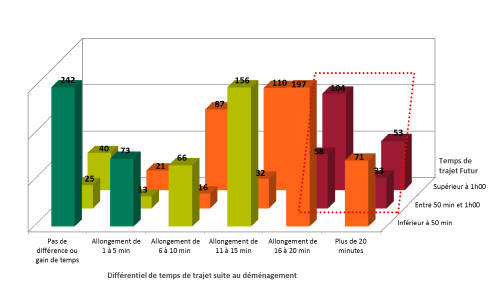 242
156
110 197
104
87
40 73
53
21 66
58 71
25
13
16
32
33
Temps de
trajet Futur
Supérieur à 1h00
Entre 50 min et 1h00
Inférieur à 50 min
Pas de
différence ou
gain de temps
Allongement de
1 à 5 min
Allongement de
6 à 10 min
Allongement de
11 à 15 min
Allongement de
16 à 20 min
Plus de 20
minutes
Différentiel de temps de trajet suite au déménagement